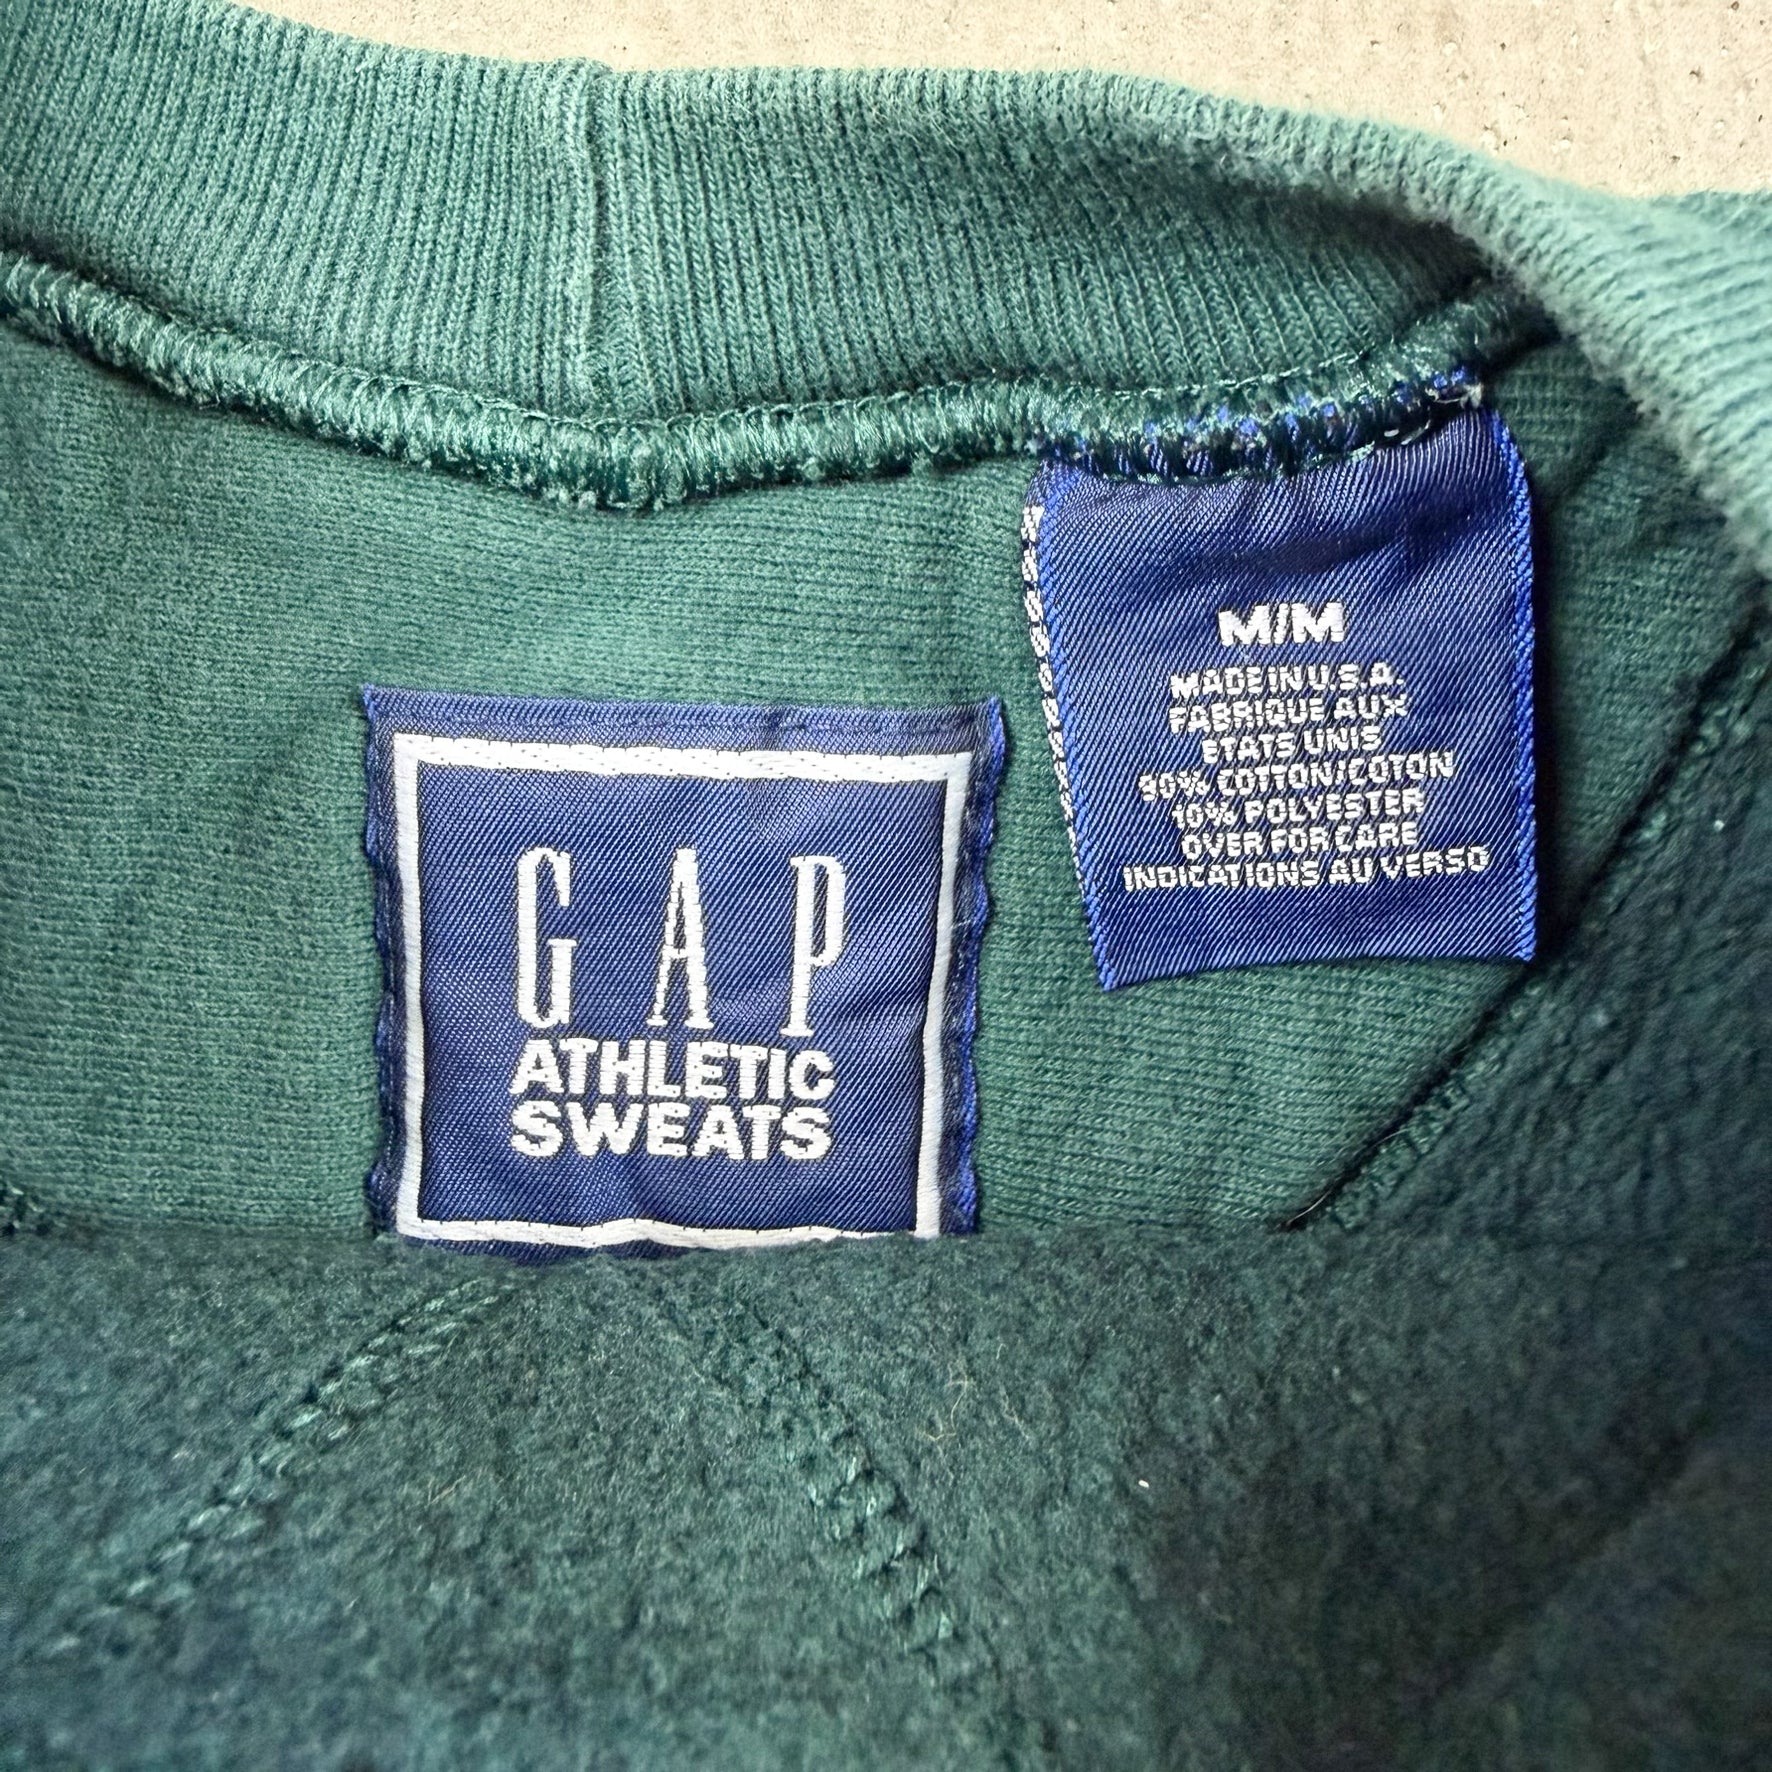 GAP
ATHLETIC
SWEATS
M/M
MADE IN U.S.A.
FABRIQUE AUX
ETATS UNIS
90% COTTON/COTON
10% POLYESTER
OVER FOR CARE
INDICATIONS AU VERSO